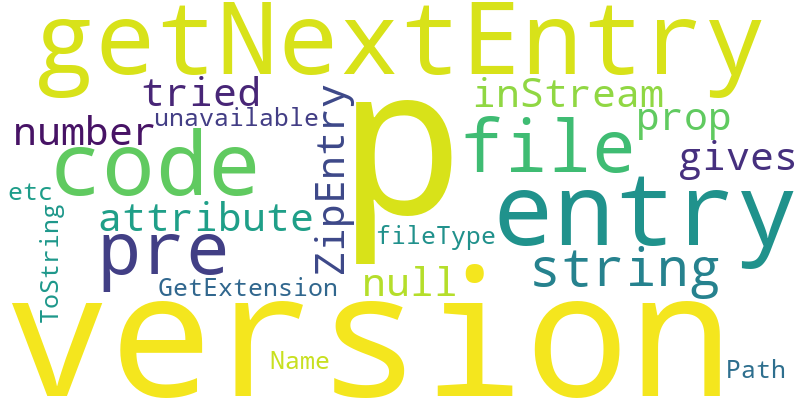 getNextEntry
tried
inStream
number
unavailable
p
prop
code
ZipEntry
file
gives
etc
attribute
entry
ToString
pre
fileType
string
GetExtension
null
version
Name
Path